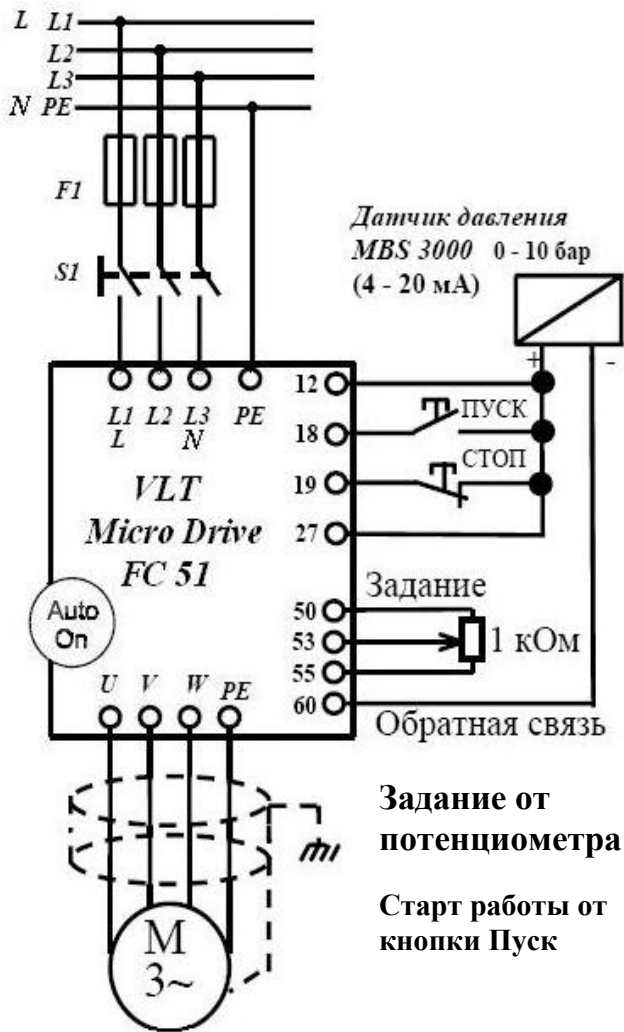 L L1
L2
L3
N PE
F1
S1
Датчик давления
MBS 3000 0 - 10 бар
(4 - 20 мА)
+ -
L1 L2 L3 PE
L N
12
18 ПУСК
19 СТОП
27
VLT
Micro Drive
FC 51
Auto
On
Задание
50
53 1 кОм
55
60
Обратная связь
U V W PE
M
3~
Задание от
потенциометра
Старт работы от
кнопки Пуск